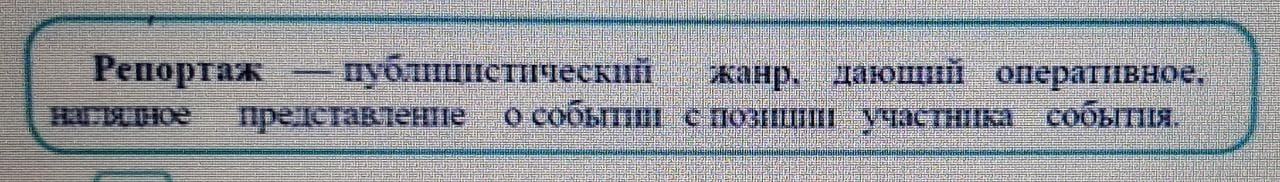 Репортаж — публицистический жанр, дающий оперативное,
наглядное представление о событии с позиции участника события.